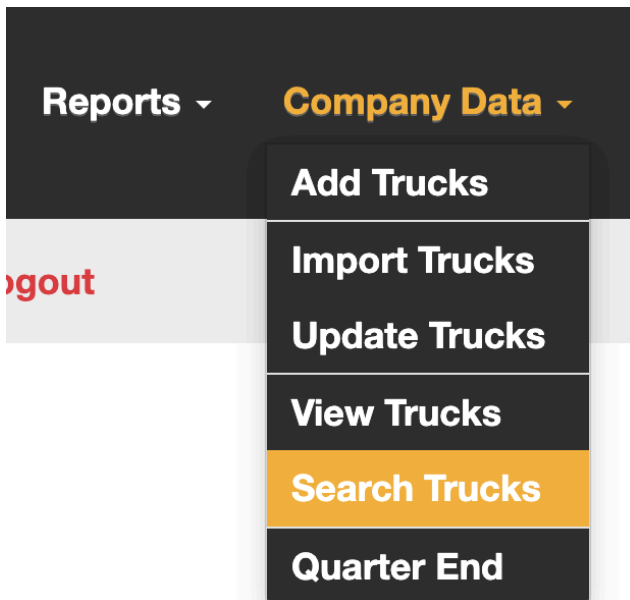 Reports
Company Data
Add Trucks
Import Trucks
ogout
Update Trucks
View Trucks
Search Trucks
Quarter End